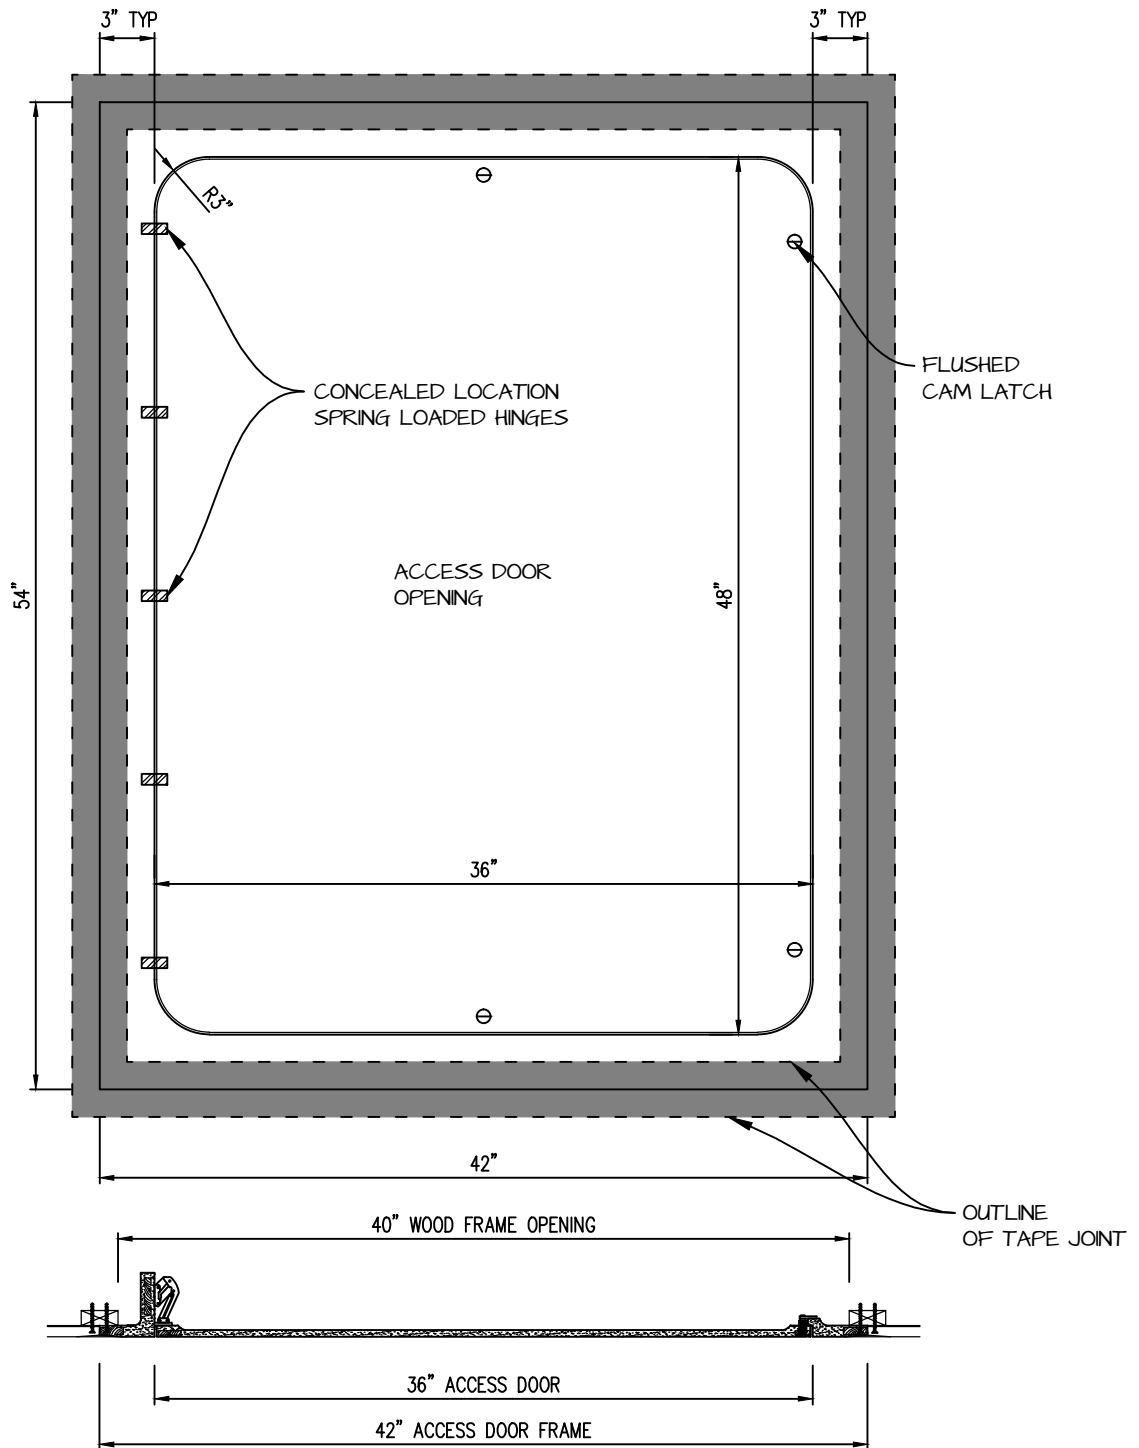 3” TYP
3” TYP
R3”
FLUSHED
CAM LATCH
CONCEALED LOCATION
SPRING LOADED HINGES
ACCESS DOOR
OPENING
54”
48”
36”
42”
OUTLINE
OF TAPE JOINT
40” WOOD FRAME OPENING
36” ACCESS DOOR
42” ACCESS DOOR FRAME